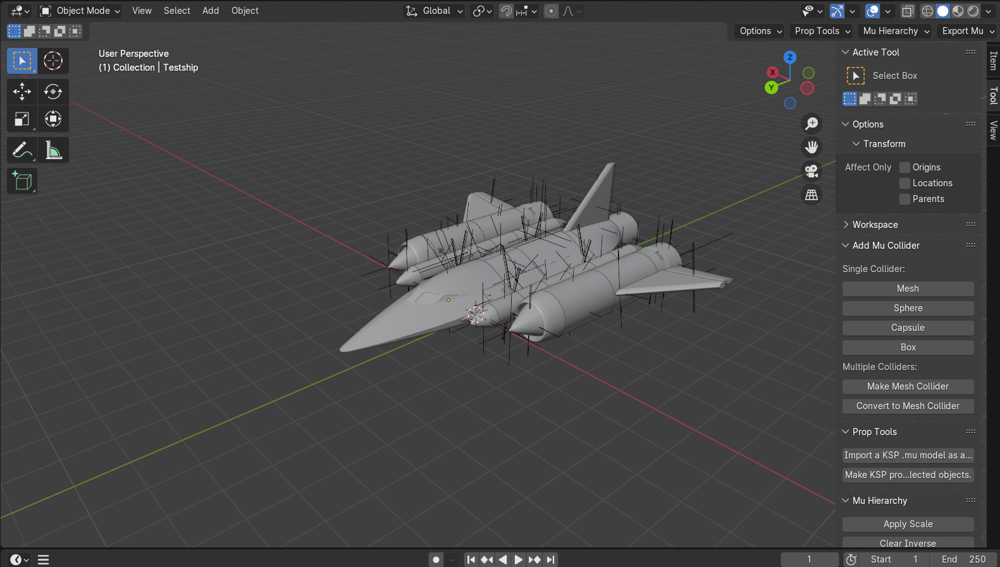 Object Mode View Select Add Object Global
Options Prop Tools Mu Hierarchy Export Mu
User Perspective
(1) Collection | Testship
Z
X
Y
Active Tool
Select Box
Options
Transform
Affect Only Origins
Locations
Parents
Workspace
Add Mu Collider
Single Collider:
Mesh
Sphere
Capsule
Box
Multiple Colliders:
Make Mesh Collider
Convert to Mesh Collider
Prop Tools
Import a KSP .mu model as a...
Make KSP pro...lected objects.
Mu Hierarchy
Apply Scale
Clear Inverse
Item
Tool
View
1 Start 1 End 250